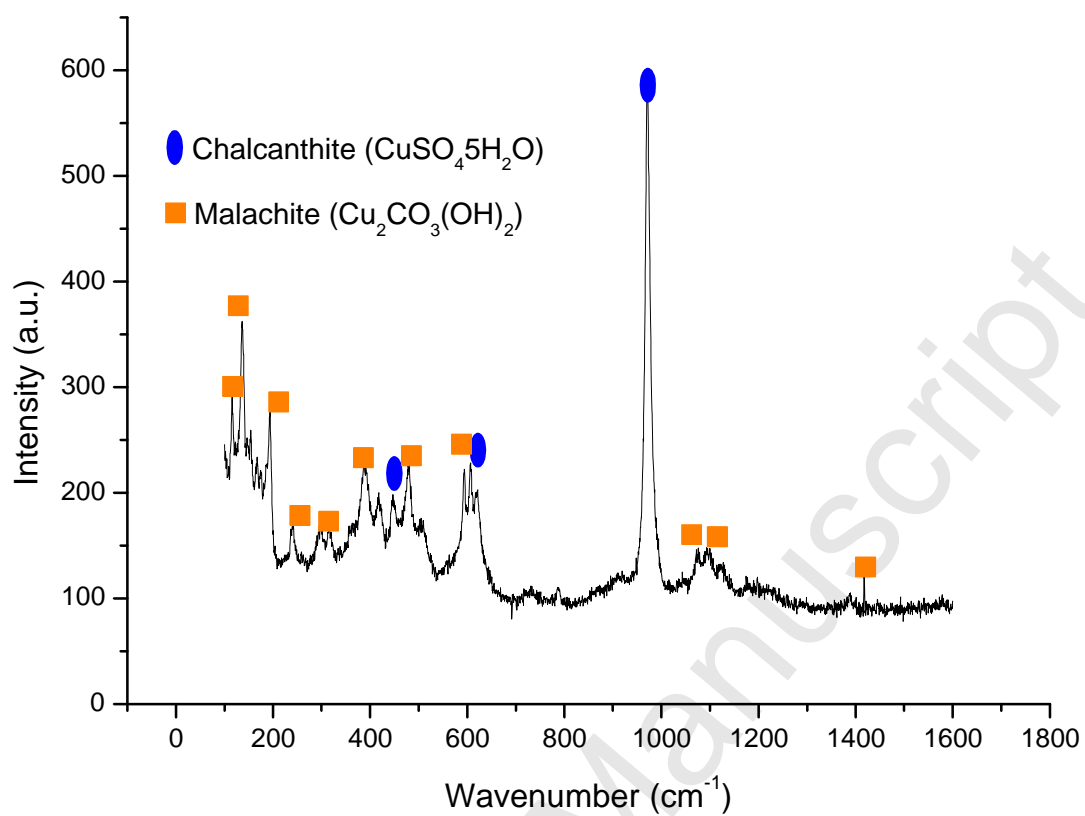 600
500
400
300
200
100
0
Intensity (a.u.)
Chalcanthite (CuSO₄5H₂O)
Malachite (Cu₂CO₃(OH)₂)
0 200 400 600 800 1000 1200 1400 1600 1800
Wavenumber (cm⁻¹)
Manuscript